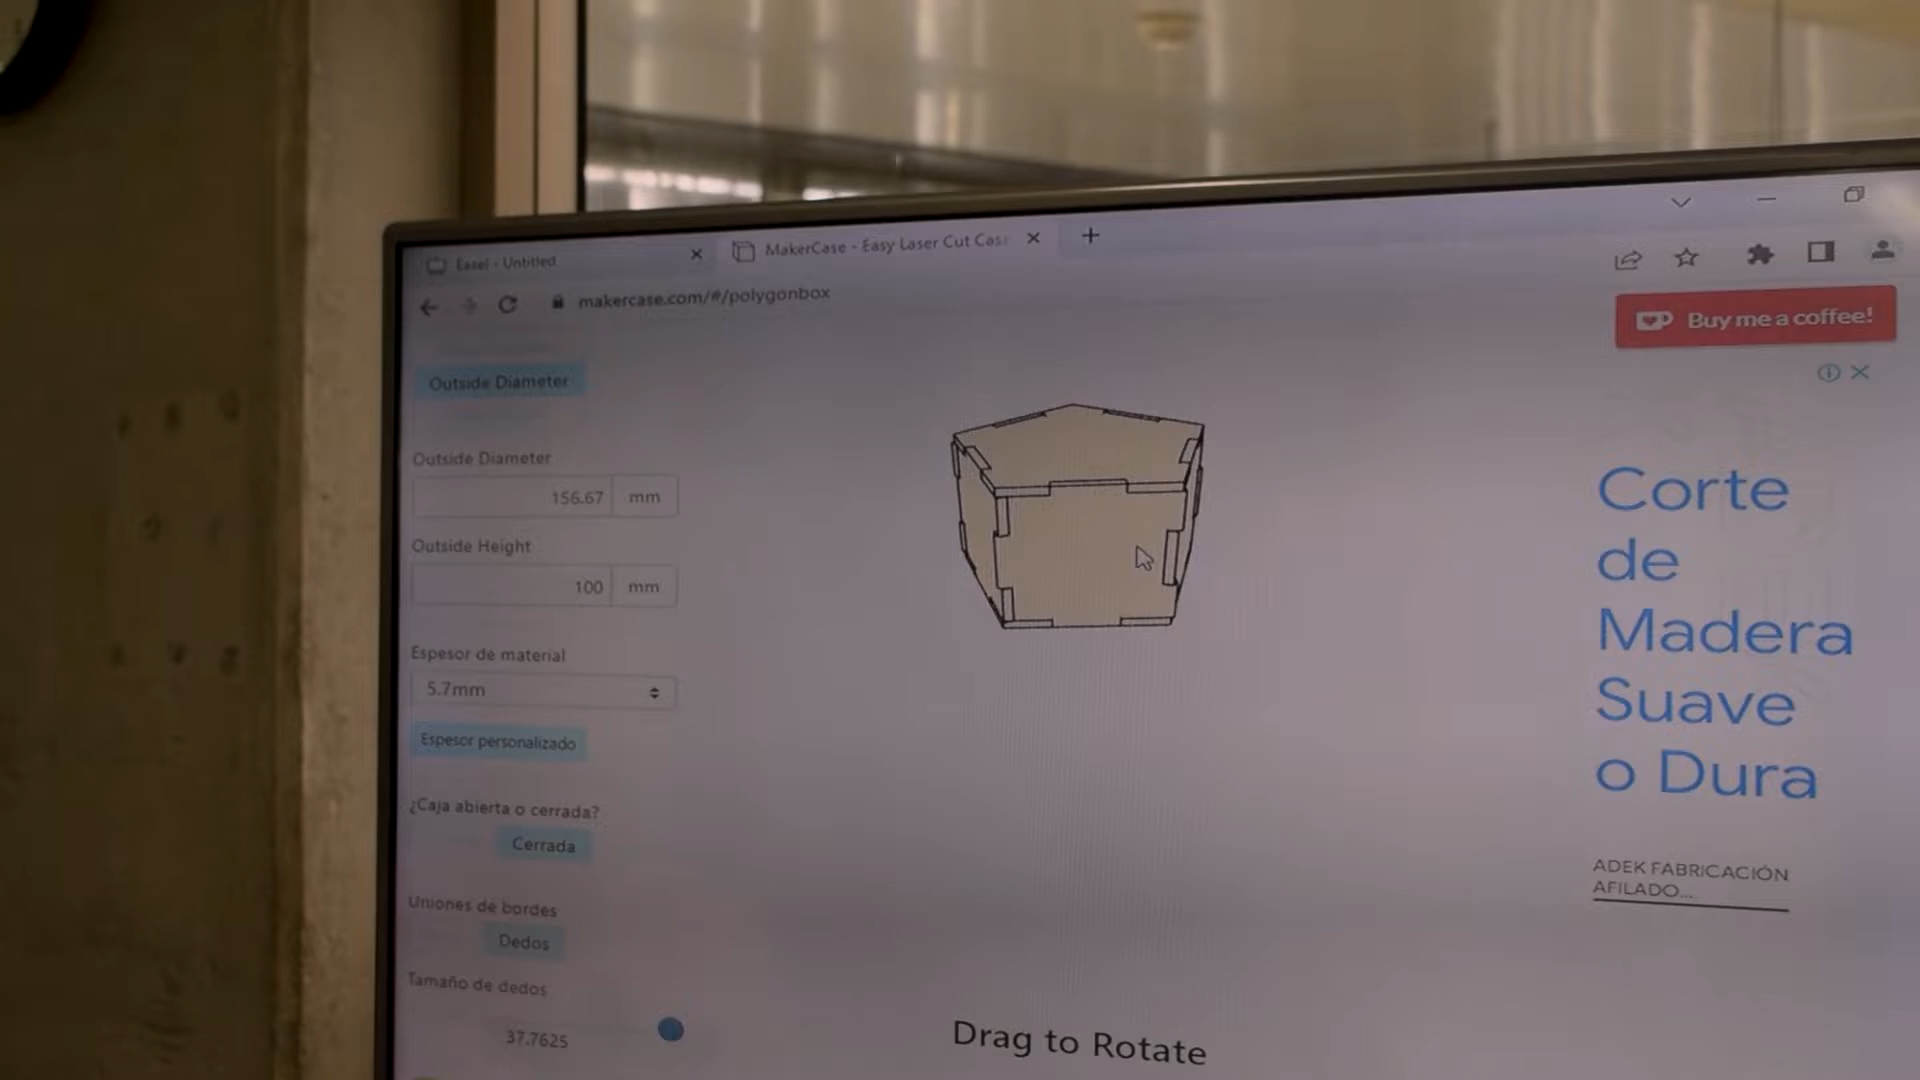 Easel - Untitled
MakerCase - Easy Laser Cut Case
makercase.com/#/polygonbox
Buy me a coffee!
Outside Diameter
Outside Diameter
156.67 mm
Outside Height
100 mm
Espesor de material
5.7mm
Espesor personalizado
¿Caja abierta o cerrada?
Cerrada
Uniones de bordes
Dedos
Tamaño de dedos
37.7625
Drag to Rotate
Corte
de
Madera
Suave
o Dura
ADEK FABRICACIÓN
AFILADO...